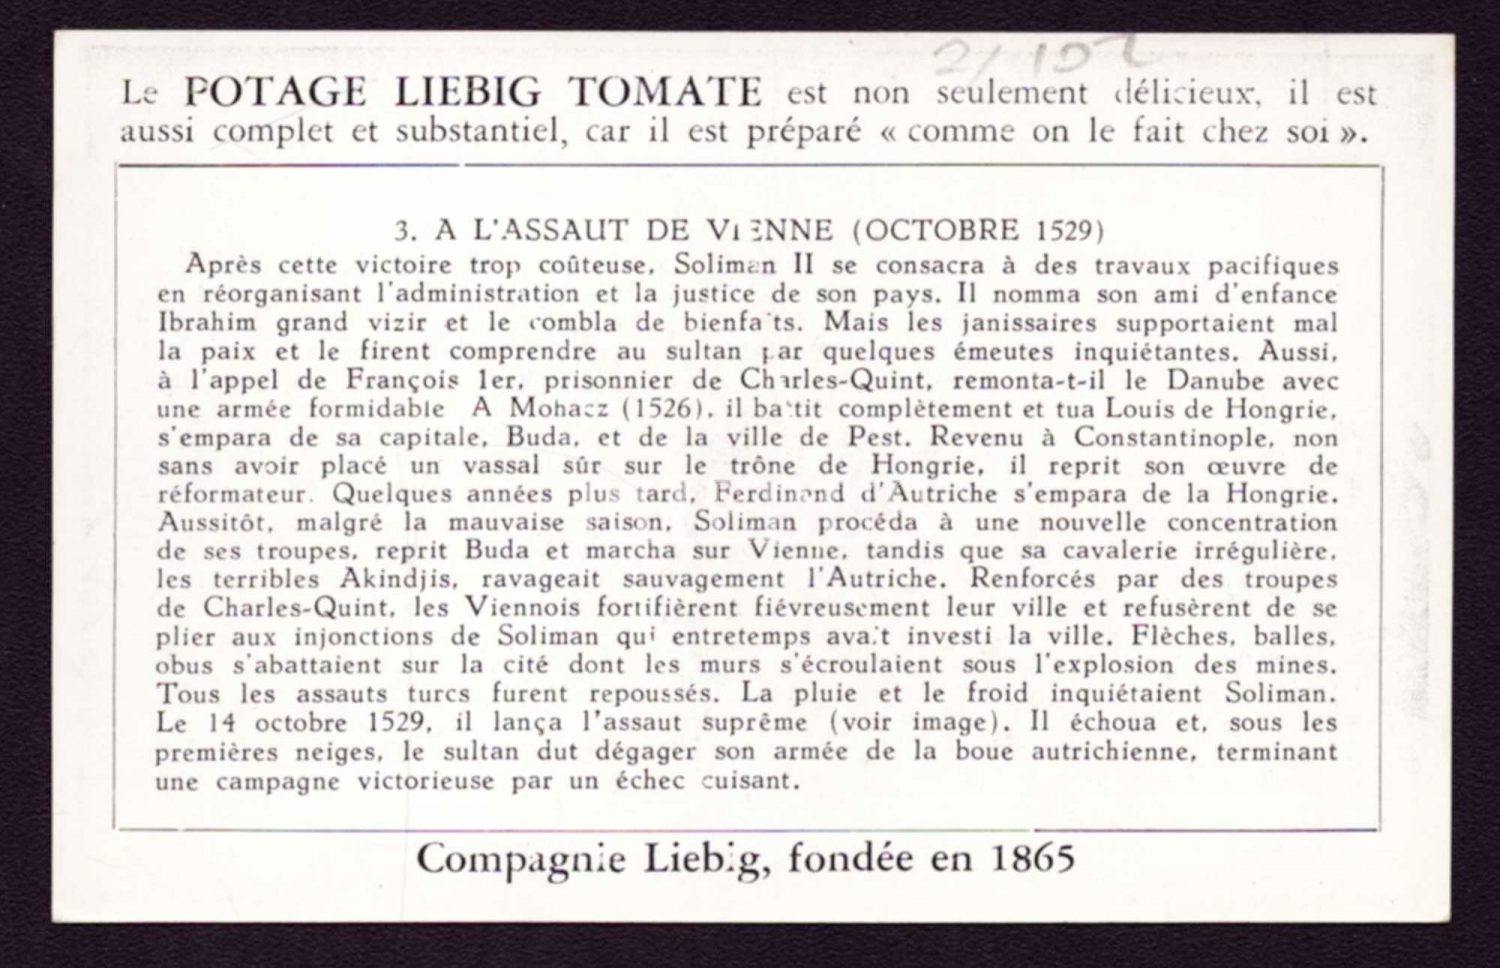 Le POTAGE LIEBIG TOMATE est non seulement délicieux, il est
aussi complet et substantiel, car il est préparé « comme on le fait chez soi ».
3. A L'ASSAUT DE VIENNE (OCTOBRE 1529)
Après cette victoire trop coûteuse, Soliman II se consacra à des travaux pacifiques
en réorganisant l'administration et la justice de son pays. Il nomma son ami d'enfance
Ibrahim grand vizir et le combla de bienfaits. Mais les janissaires supportaient mal
la paix et le firent comprendre au sultan par quelques émeutes inquiétantes. Aussi,
à l'appel de François 1er, prisonnier de Charles-Quint, remonta-t-il le Danube avec
une armée formidable A Mohacz (1526), il battit complètement et tua Louis de Hongrie,
s'empara de sa capitale, Buda, et de la ville de Pest. Revenu à Constantinople, non
sans avoir placé un vassal sûr sur le trône de Hongrie, il reprit son œuvre de
réformateur. Quelques années plus tard, Ferdinand d'Autriche s'empara de la Hongrie.
Aussitôt, malgré la mauvaise saison, Soliman procéda à une nouvelle concentration
de ses troupes, reprit Buda et marcha sur Vienne, tandis que sa cavalerie irrégulière,
les terribles Akindjis, ravageait sauvagement l'Autriche. Renforcés par des troupes
de Charles-Quint, les Viennois fortifièrent fiévreusement leur ville et refusèrent de se
plier aux injonctions de Soliman qui entretemps avait investi la ville. Flèches, balles,
obus s'abattaient sur la cité dont les murs s'écroulaient sous l'explosion des mines.
Tous les assauts turcs furent repoussés. La pluie et le froid inquiétaient Soliman.
Le 14 octobre 1529, il lança l'assaut suprême (voir image). Il échoua et, sous les
premières neiges, le sultan dut dégager son armée de la boue autrichienne, terminant
une campagne victorieuse par un échec cuisant.
Compagnie Liebig, fondée en 1865